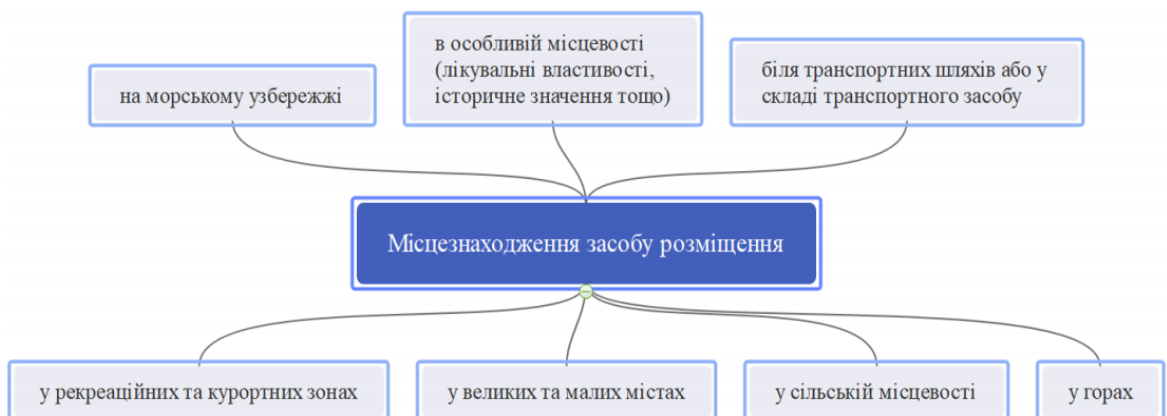 на морському узбережжі
в особливій місцевості
(лікувальні властивості,
історичне значення тощо)
біля транспортних шляхів або у
складі транспортного засобу
Місцезнаходження засобу розміщення
у рекреаційних та курортних зонах
у великих та малих містах
у сільській місцевості
у горах